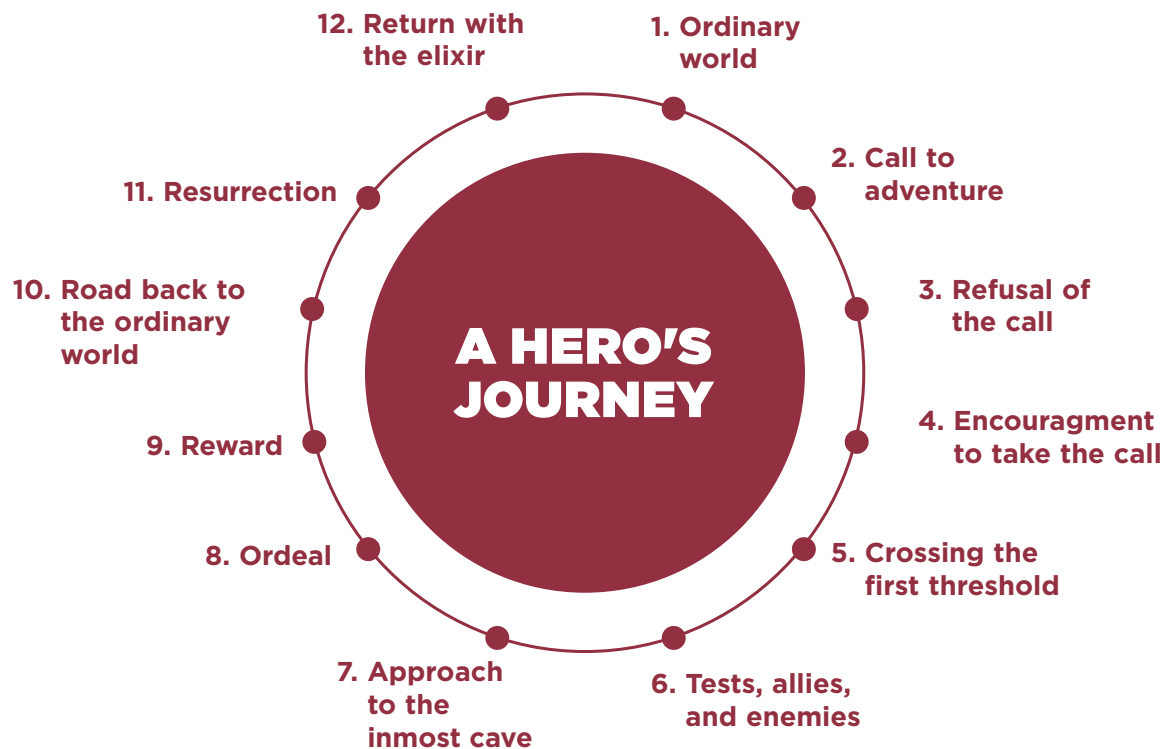 A HERO'S
JOURNEY
1. Ordinary
world
2. Call to
adventure
3. Refusal of
the call
4. Encouragment
to take the call
5. Crossing the
first threshold
6. Tests, allies,
and enemies
7. Approach
to the
inmost cave
8. Ordeal
9. Reward
10. Road back to
the ordinary
world
11. Resurrection
12. Return with
the elixir